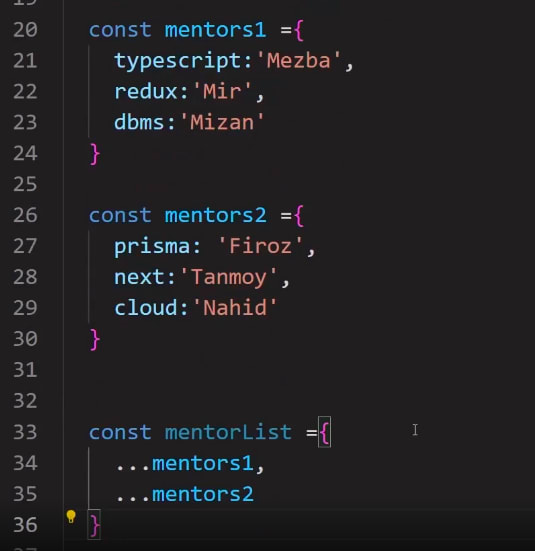 20 const mentors1 ={
21 typescript:'Mezba',
22 redux:'Mir',
23 dbms:'Mizan'
24 }
25
26 const mentors2 ={
27 prisma: 'Firoz',
28 next:'Tanmoy',
29 cloud:'Nahid'
30 }
31
32
33 const mentorList ={
34 ...mentors1,
35 ...mentors2
36 }